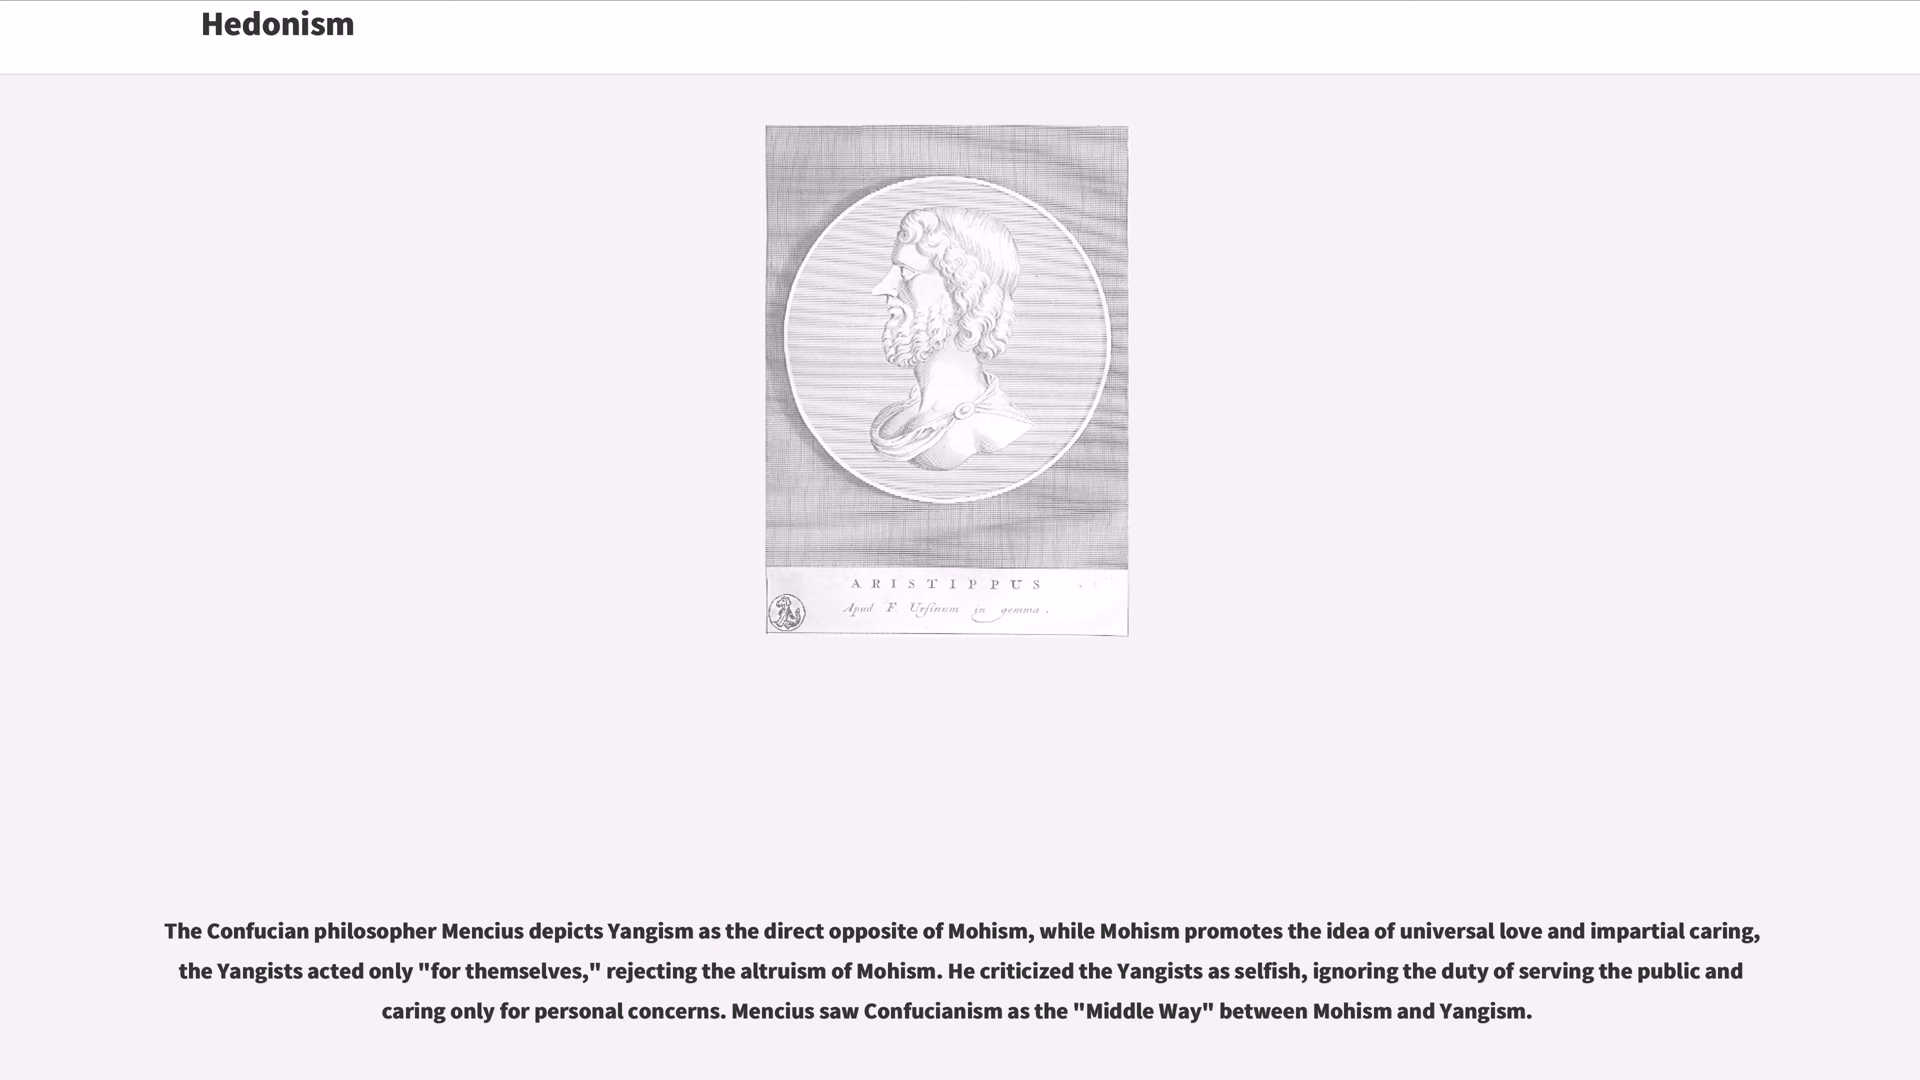 Hedonism
ARISTIPPUS
Apud F. Urſinum in gemma.
The Confucian philosopher Mencius depicts Yangism as the direct opposite of Mohism, while Mohism promotes the idea of universal love and impartial caring,
the Yangists acted only "for themselves," rejecting the altruism of Mohism. He criticized the Yangists as selfish, ignoring the duty of serving the public and
caring only for personal concerns. Mencius saw Confucianism as the "Middle Way" between Mohism and Yangism.